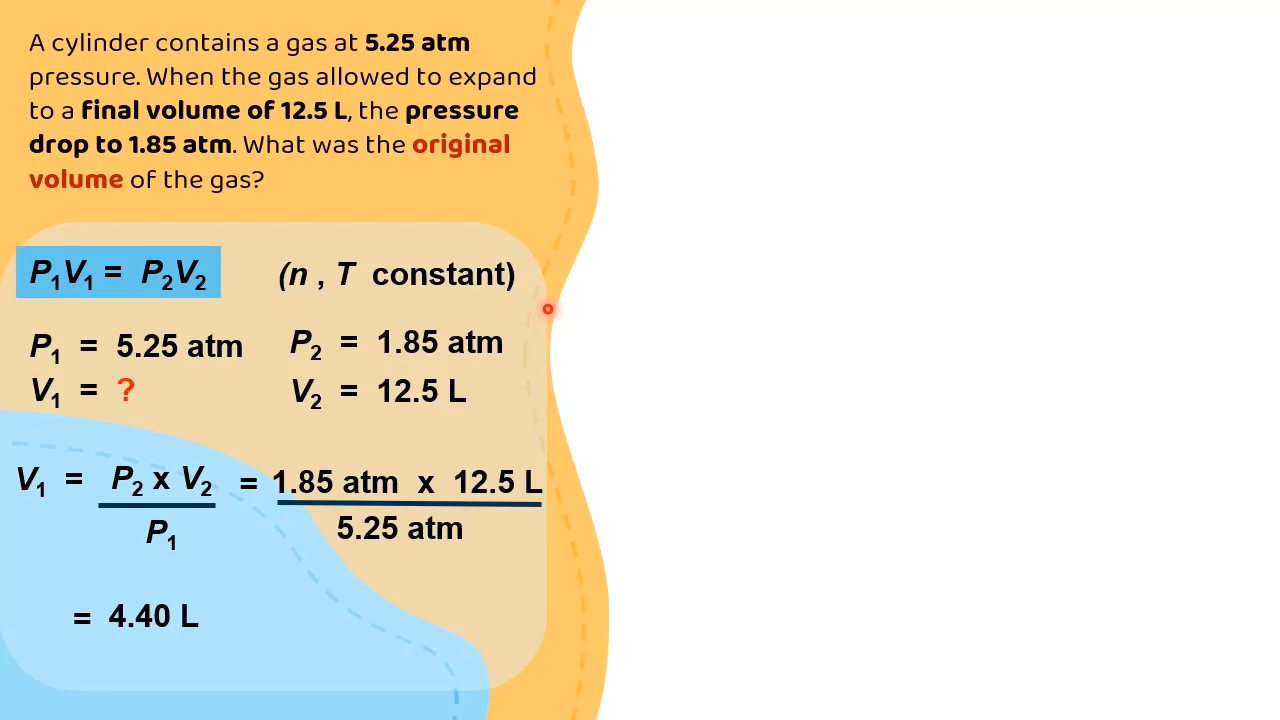 A cylinder contains a gas at 5.25 atm
pressure. When the gas allowed to expand
to a final volume of 12.5 L, the pressure
drop to 1.85 atm. What was the original
volume of the gas?
P₁V₁ = P₂V₂ (n , T constant)
P₁ = 5.25 atm P₂ = 1.85 atm
V₁ = ? V₂ = 12.5 L
V₁ = P₂ x V₂ = 1.85 atm x 12.5 L
P₁ 5.25 atm
= 4.40 L